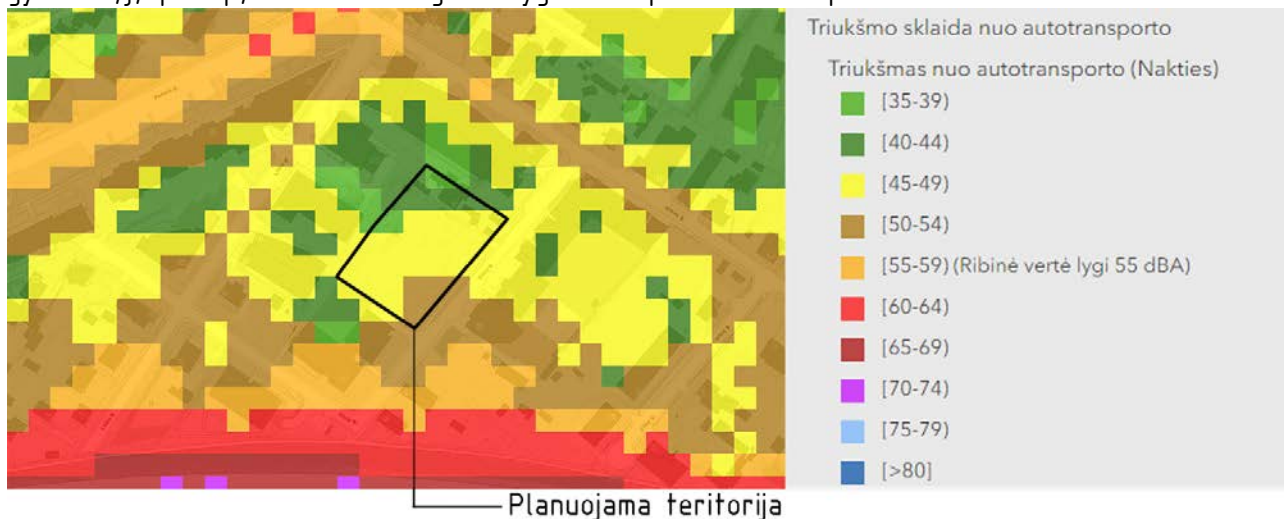 Triukšmo sklaida nuo autotransporto
Triukšmas nuo autotransporto (Nakties)
[35-39)
[40-44)
[45-49)
[50-54)
[55-59) (Ribinė vertė lygi 55 dBA)
[60-64)
[65-69)
[70-74)
[75-79)
[>80]
Planuojama teritorija